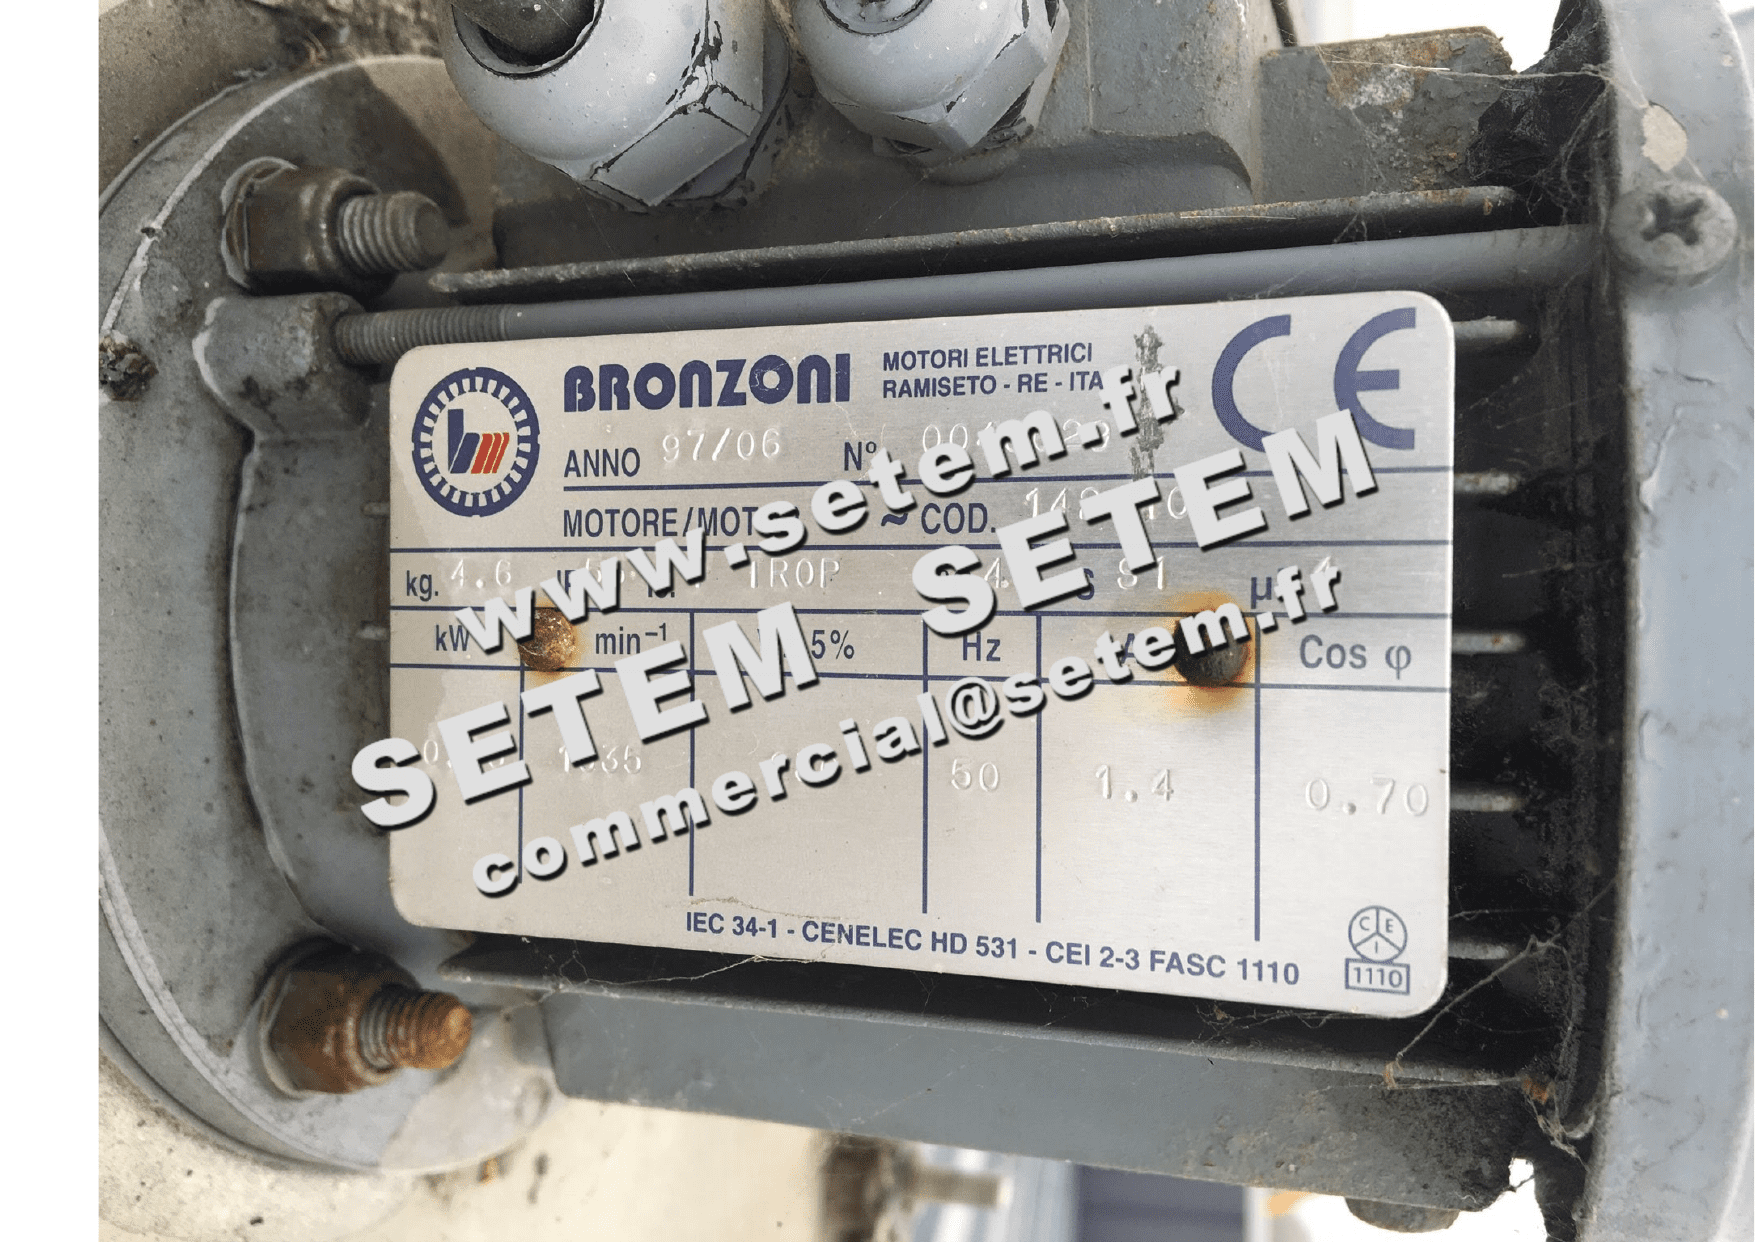 BRONZONI
MOTORI ELETTRICI
RAMISETO - RE - ITA
CE
bm
ANNO 97/06 N°
MOTORE/MOT ~ COD.
kg. 4.6 TROP S1 µ
kW min⁻¹ 5% Hz A Cos φ
50 1.4 0.70
IEC 34-1 - CENELEC HD 531 - CEI 2-3 FASC 1110
CEI
1110
www.setem.fr
SETEM SETEM
commercial@setem.fr